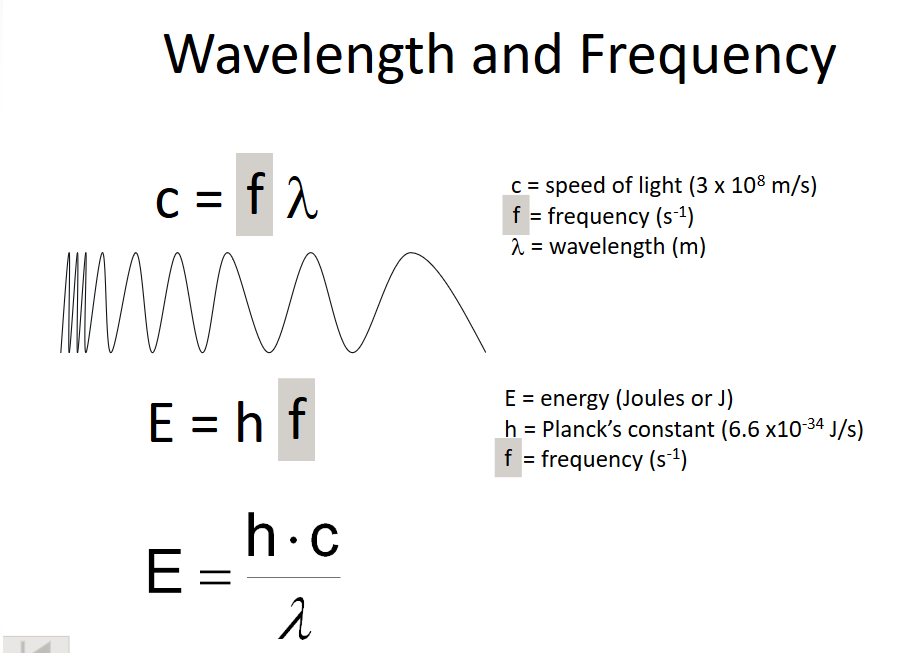 Wavelength and Frequency
c = f λ
c = speed of light (3 x 10⁸ m/s)
f = frequency (s⁻¹)
λ = wavelength (m)
E = h f
E = energy (Joules or J)
h = Planck’s constant (6.6 x10⁻³⁴ J/s)
f = frequency (s⁻¹)
E = h · c / λ